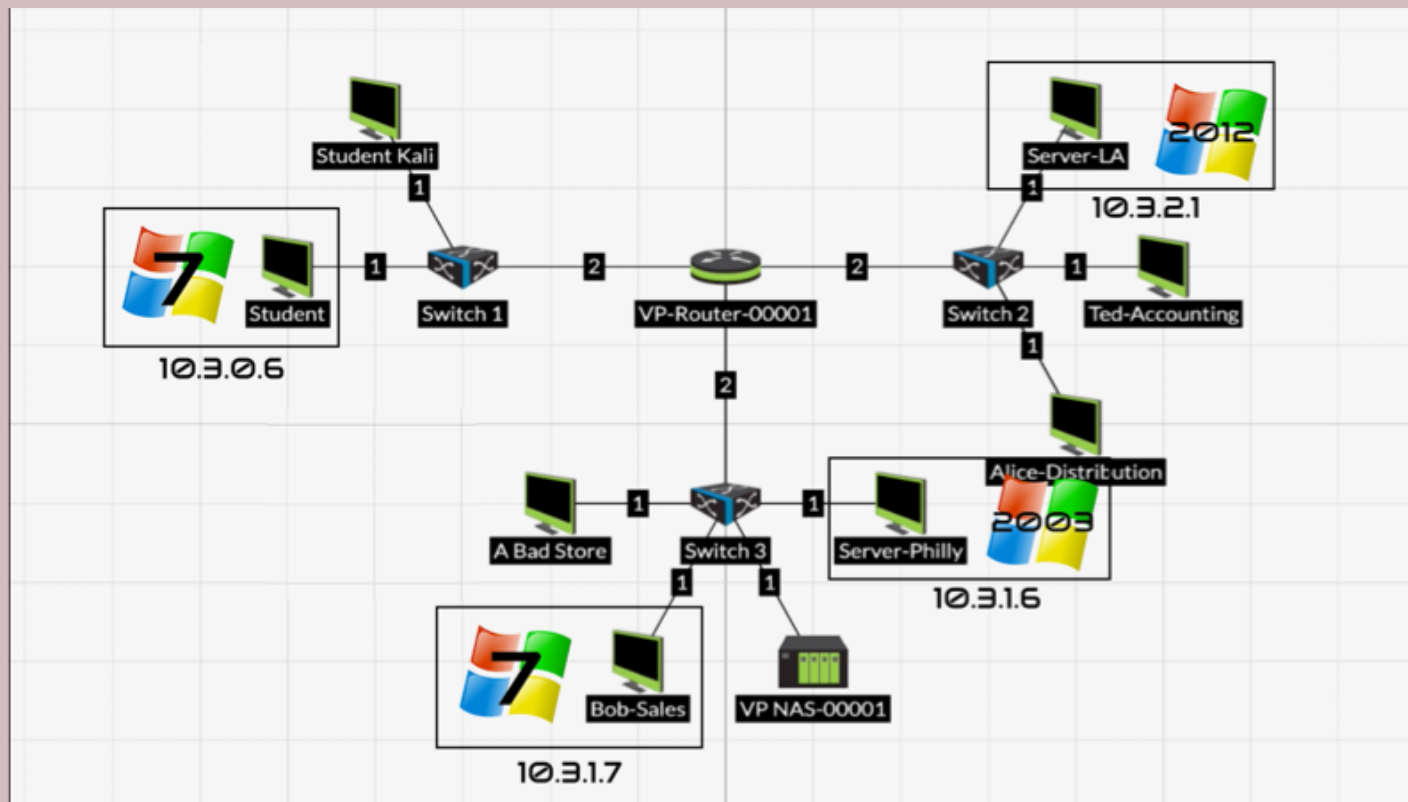 Student Kali
1
7
Student
1
Switch 1
2
VP-Router-00001
2
Switch 2
1
Ted-Accounting
Server-LA
2012
1
10.3.2.1
10.3.0.6
2
1
Alice-Distribution
A Bad Store
1
Switch 3
1
Server-Philly
2003
10.3.1.6
1
1
7
Bob-Sales
VP NAS-00001
10.3.1.7